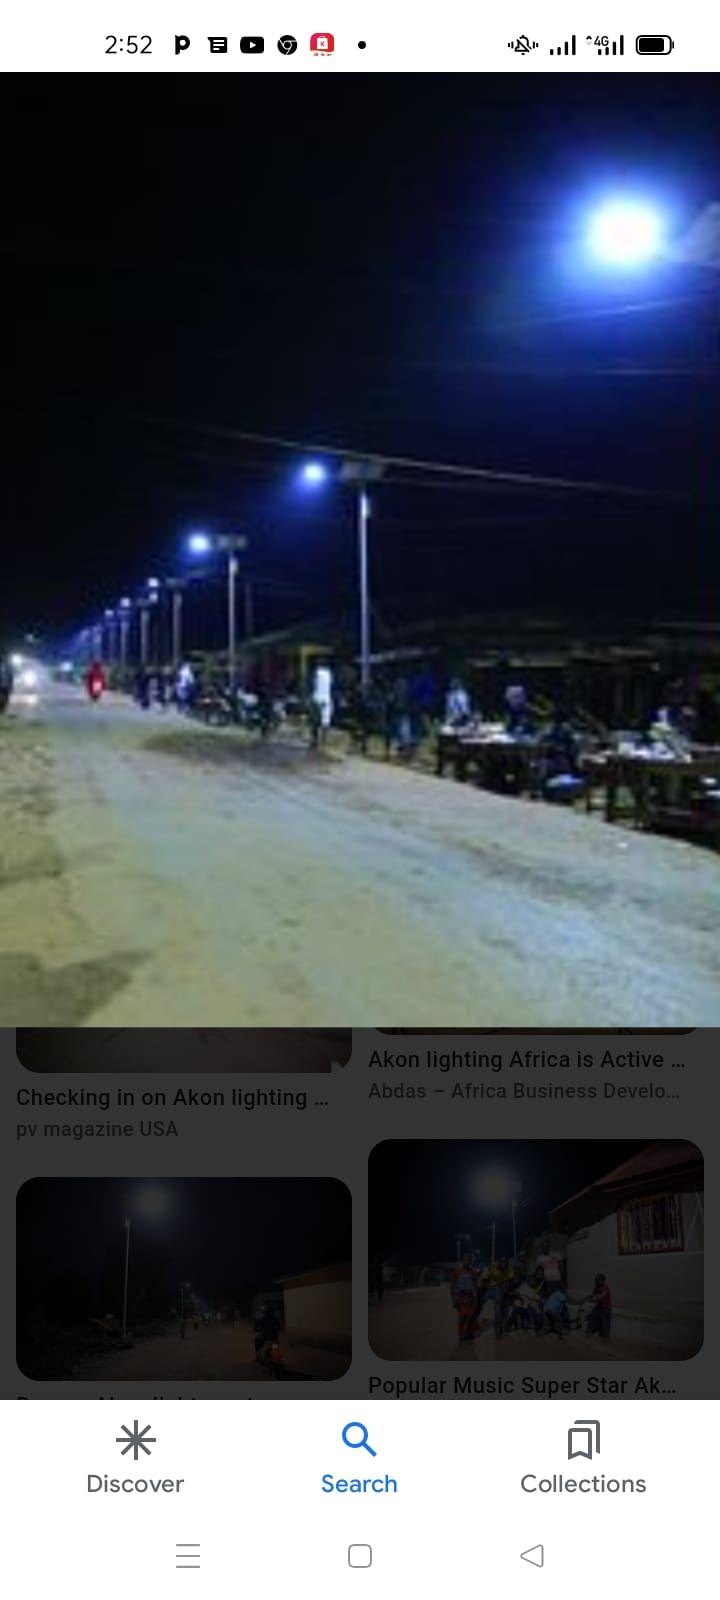 2:52
4G
Akon lighting Africa is Active ...
Abdas – Africa Business Develo...
Checking in on Akon lighting ...
pv magazine USA
Popular Music Super Star Ak...
Discover
Search
Collections